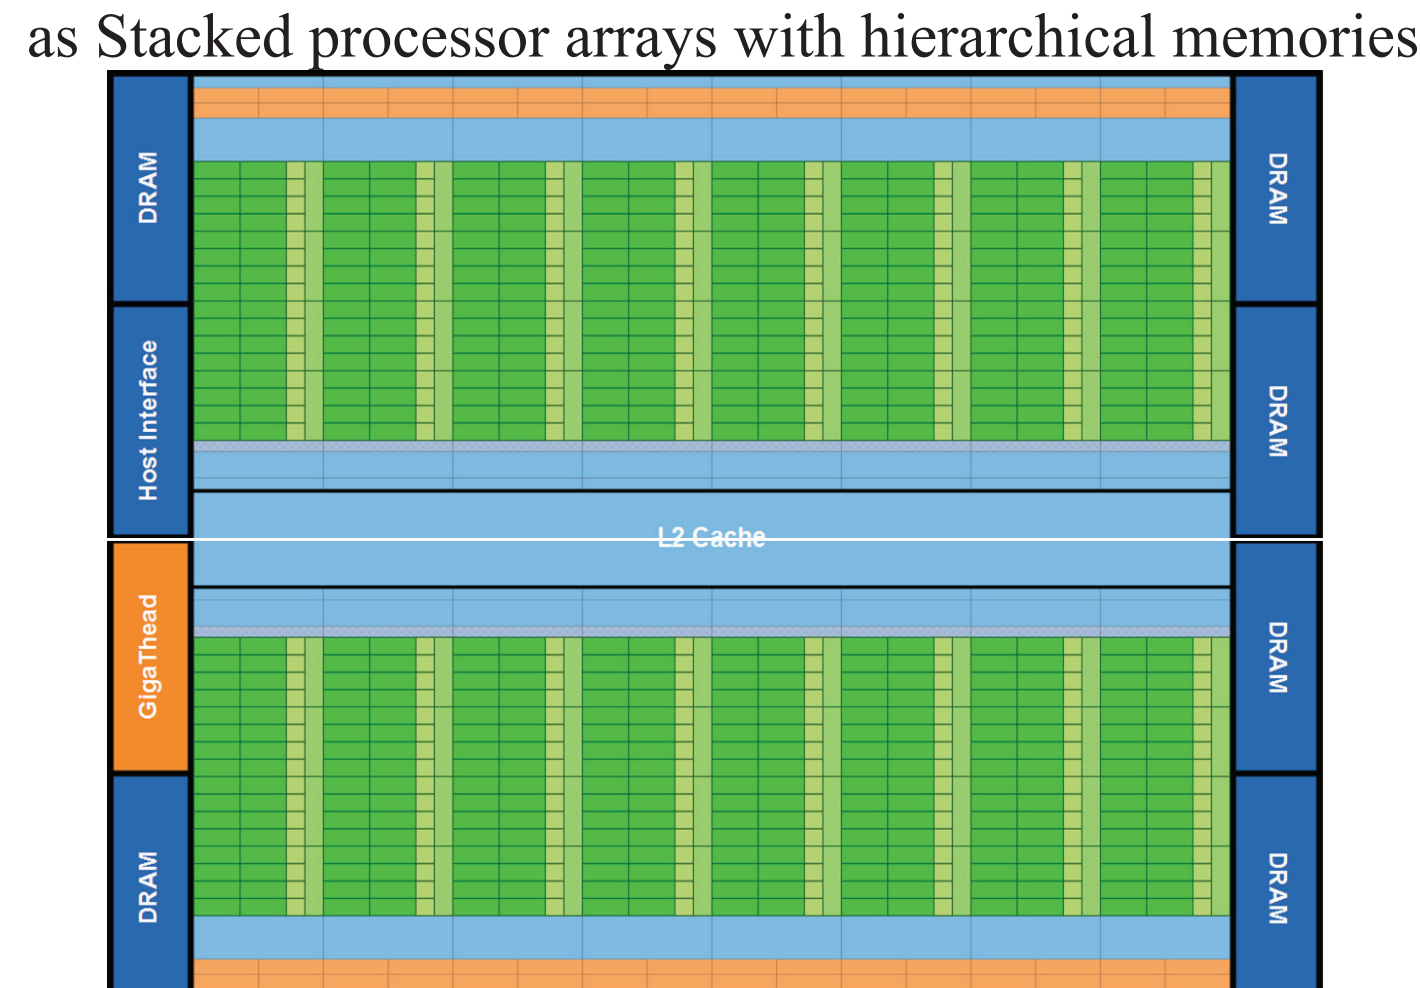 as Stacked processor arrays with hierarchical memories
DRAM
DRAM
Host Interface
DRAM
L2 Cache
GigaThead
DRAM
DRAM
DRAM